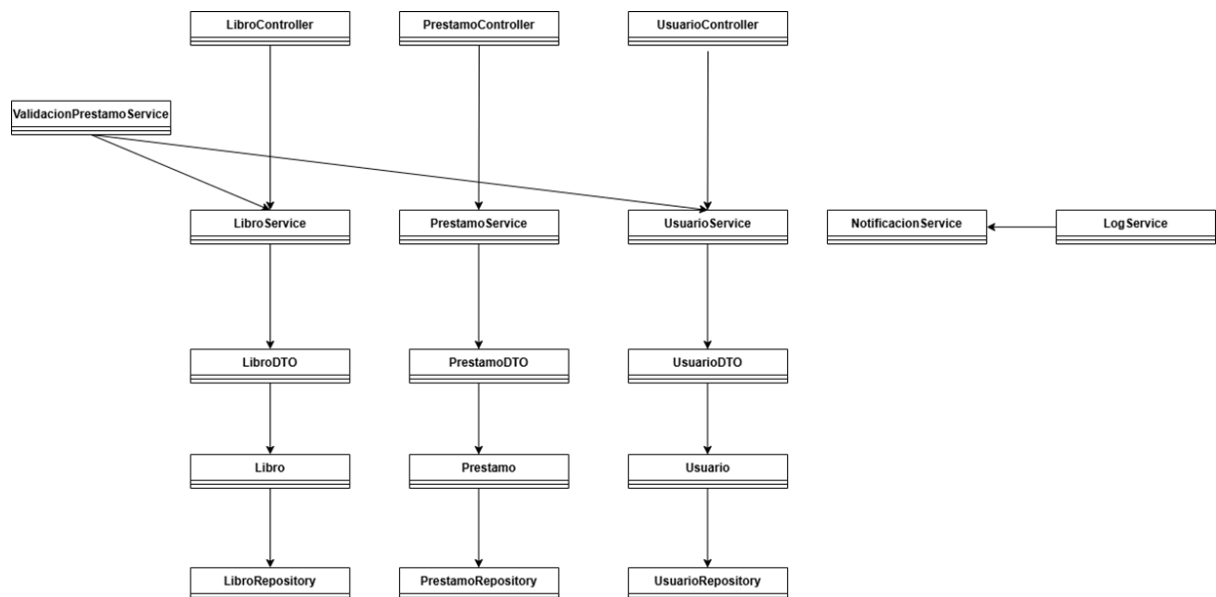 LibroController
PrestamoController
UsuarioController
ValidacionPrestamoService
LibroService
PrestamoService
UsuarioService
NotificacionService
LogService
LibroDTO
PrestamoDTO
UsuarioDTO
Libro
Prestamo
Usuario
LibroRepository
PrestamoRepository
UsuarioRepository